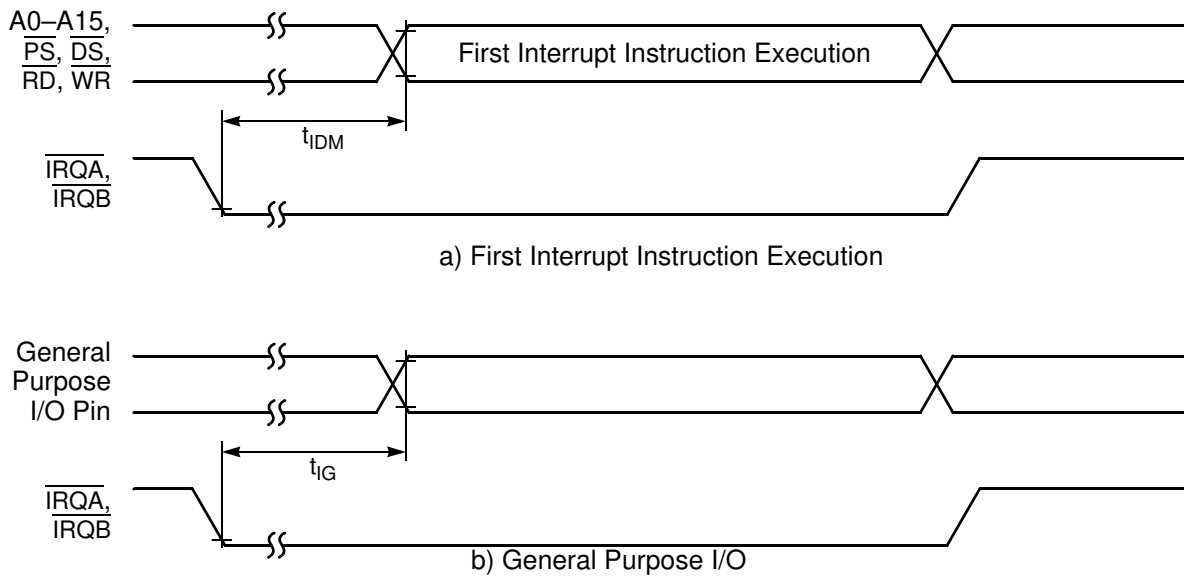 A0–A15,
PS, DS,
RD, WR
First Interrupt Instruction Execution
tIDM
IRQA,
IRQB
a) First Interrupt Instruction Execution
General
Purpose
I/O Pin
tIG
IRQA,
IRQB
b) General Purpose I/O